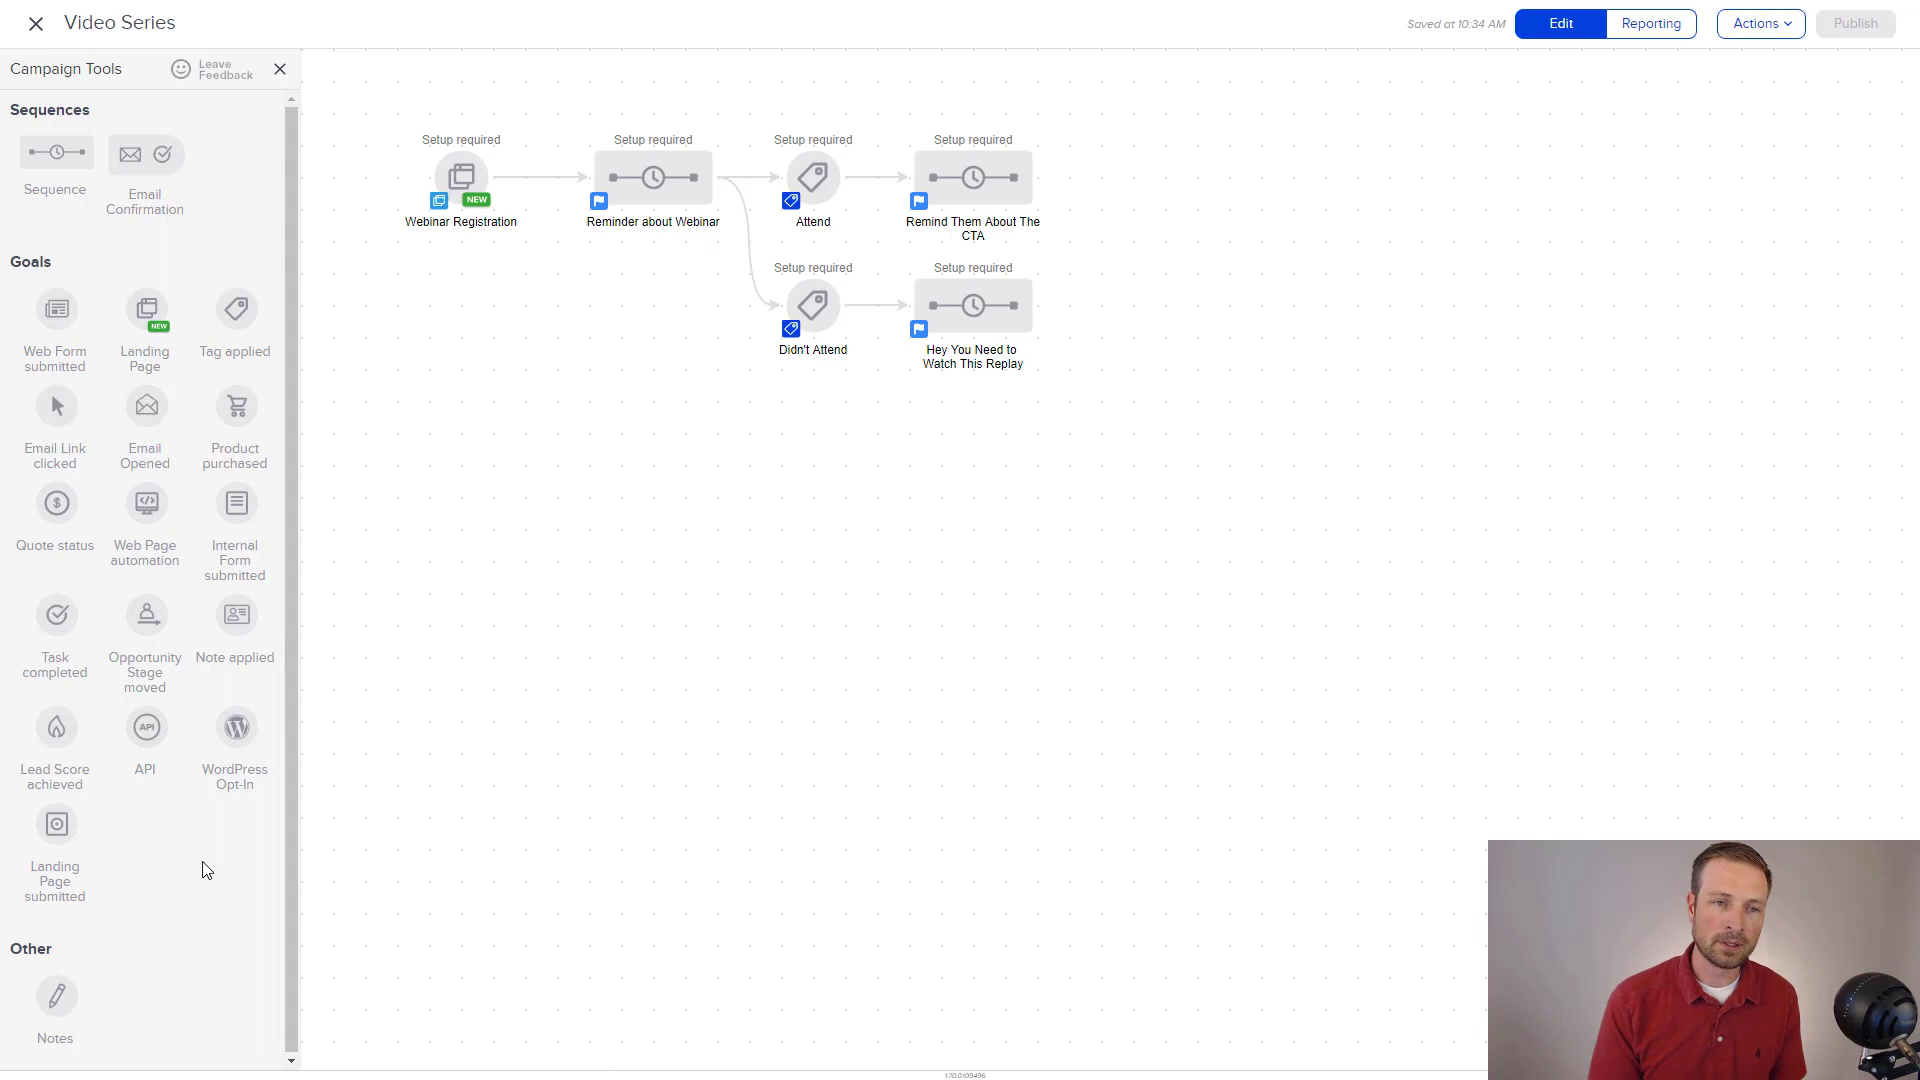 Video Series
Saved at 10:34 AM
Edit
Reporting
Actions
Publish
Campaign Tools
Leave
Feedback
Sequences
Sequence
Email
Confirmation
Goals
NEW
Web Form
submitted
Landing
Page
Tag applied
Email Link
clicked
Email
Opened
Product
purchased
Quote status
Web Page
automation
Internal
Form
submitted
Task
completed
Opportunity
Stage
moved
Note applied
API
Lead Score
achieved
API
WordPress
Opt-In
Landing
Page
submitted
Other
Notes
Setup required
NEW
Webinar Registration
Setup required
Reminder about Webinar
Setup required
Attend
Setup required
Remind Them About The
CTA
Setup required
Didn't Attend
Setup required
Hey You Need to
Watch This Replay
1.70.0.109496